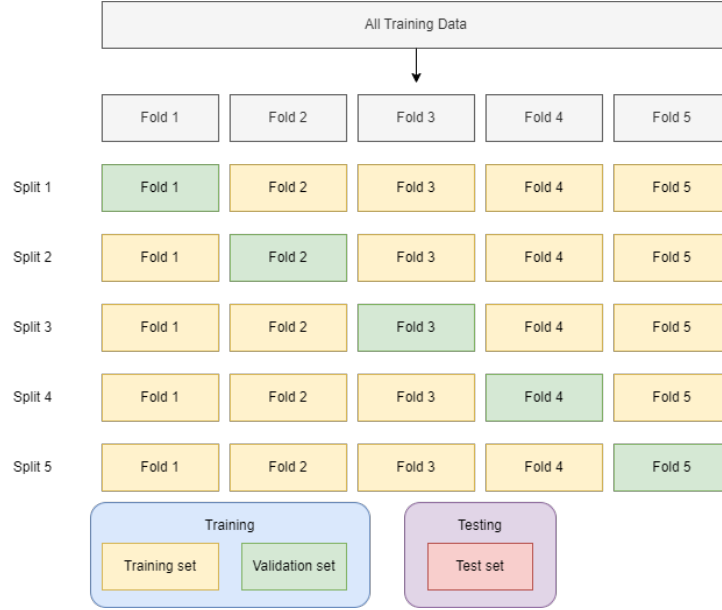 All Training Data
Fold 1 Fold 2 Fold 3 Fold 4 Fold 5
Split 1 Fold 1 Fold 2 Fold 3 Fold 4 Fold 5
Split 2 Fold 1 Fold 2 Fold 3 Fold 4 Fold 5
Split 3 Fold 1 Fold 2 Fold 3 Fold 4 Fold 5
Split 4 Fold 1 Fold 2 Fold 3 Fold 4 Fold 5
Split 5 Fold 1 Fold 2 Fold 3 Fold 4 Fold 5
Training
Training set Validation set
Testing
Test set